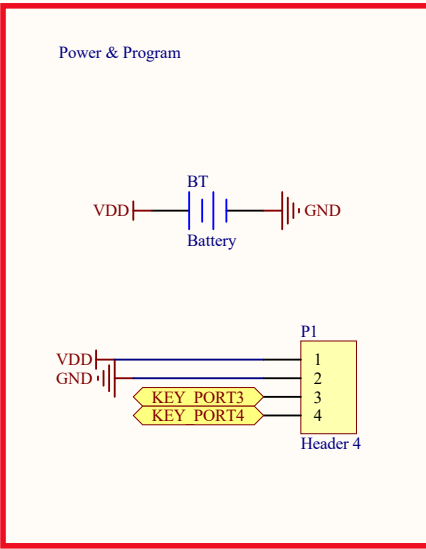 Power & Program
BT
VDD
GND
Battery
P1
VDD
1
GND
2
KEY_PORT3
3
KEY_PORT4
4
Header 4